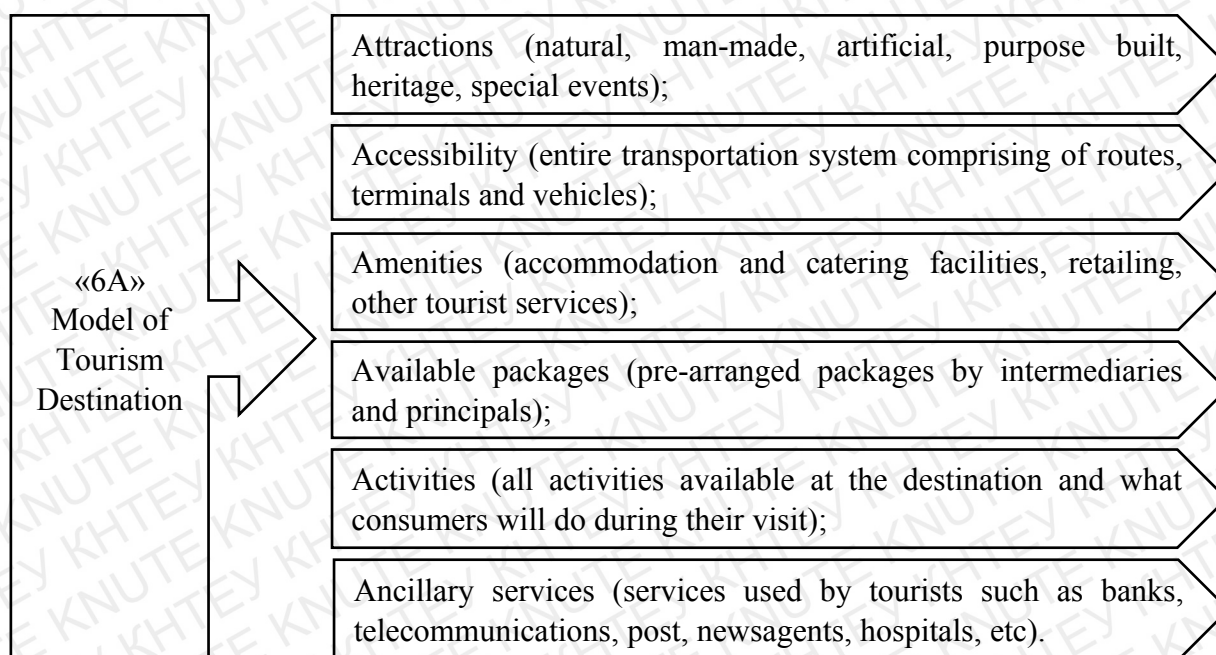 Attractions (natural, man-made, artificial, purpose built,
heritage, special events);
Accessibility (entire transportation system comprising of routes,
terminals and vehicles);
«6A»
Model of
Tourism
Destination
Amenities (accommodation and catering facilities, retailing,
other tourist services);
Available packages (pre-arranged packages by intermediaries
and principals);
Activities (all activities available at the destination and what
consumers will do during their visit);
Ancillary services (services used by tourists such as banks,
telecommunications, post, newsagents, hospitals, etc).